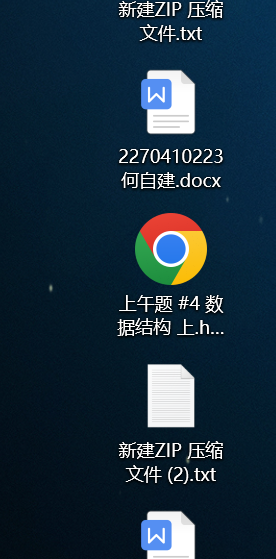 新建ZIP 压缩
文件.txt
W
2270410223
何自建.docx
上午题 #4 数
据结构 上.h...
新建ZIP 压缩
文件 (2).txt
W